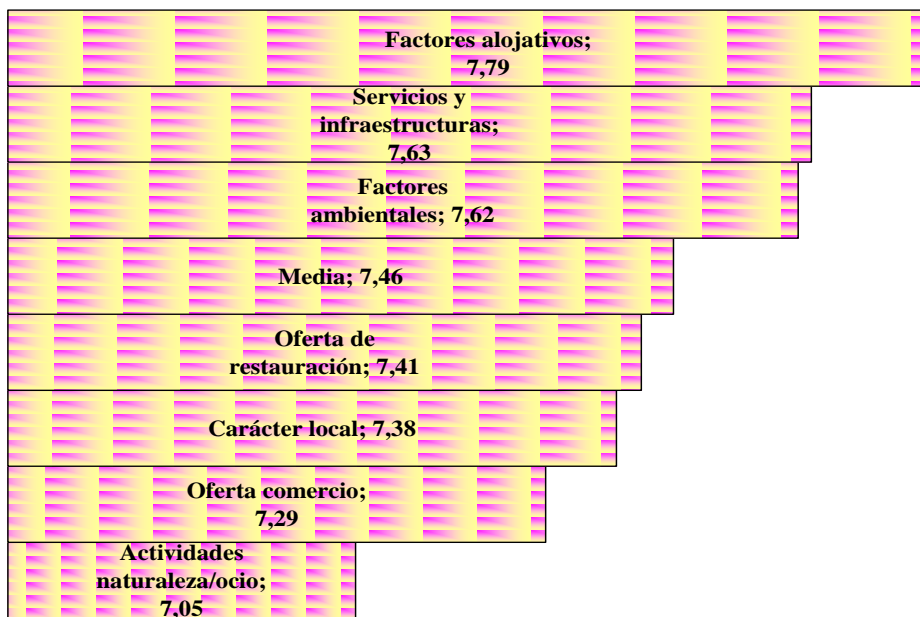 Factores alojativos;
7,79
Servicios y
infraestructuras;
7,63
Factores
ambientales; 7,62
Media; 7,46
Oferta de
restauración; 7,41
Carácter local; 7,38
Oferta comercio;
7,29
Actividades
naturaleza/ocio;
7,05